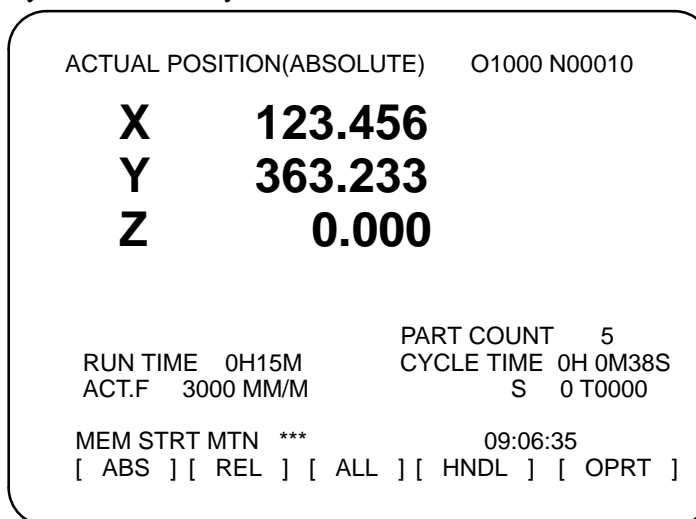 ACTUAL POSITION(ABSOLUTE) O1000 N00010
X 123.456
Y 363.233
Z 0.000
PART COUNT 5
RUN TIME 0H15M CYCLE TIME 0H 0M38S
ACT.F 3000 MM/M S 0 T0000
MEM STRT MTN *** 09:06:35
[ ABS ] [ REL ] [ ALL ] [ HNDL ] [ OPRT ]